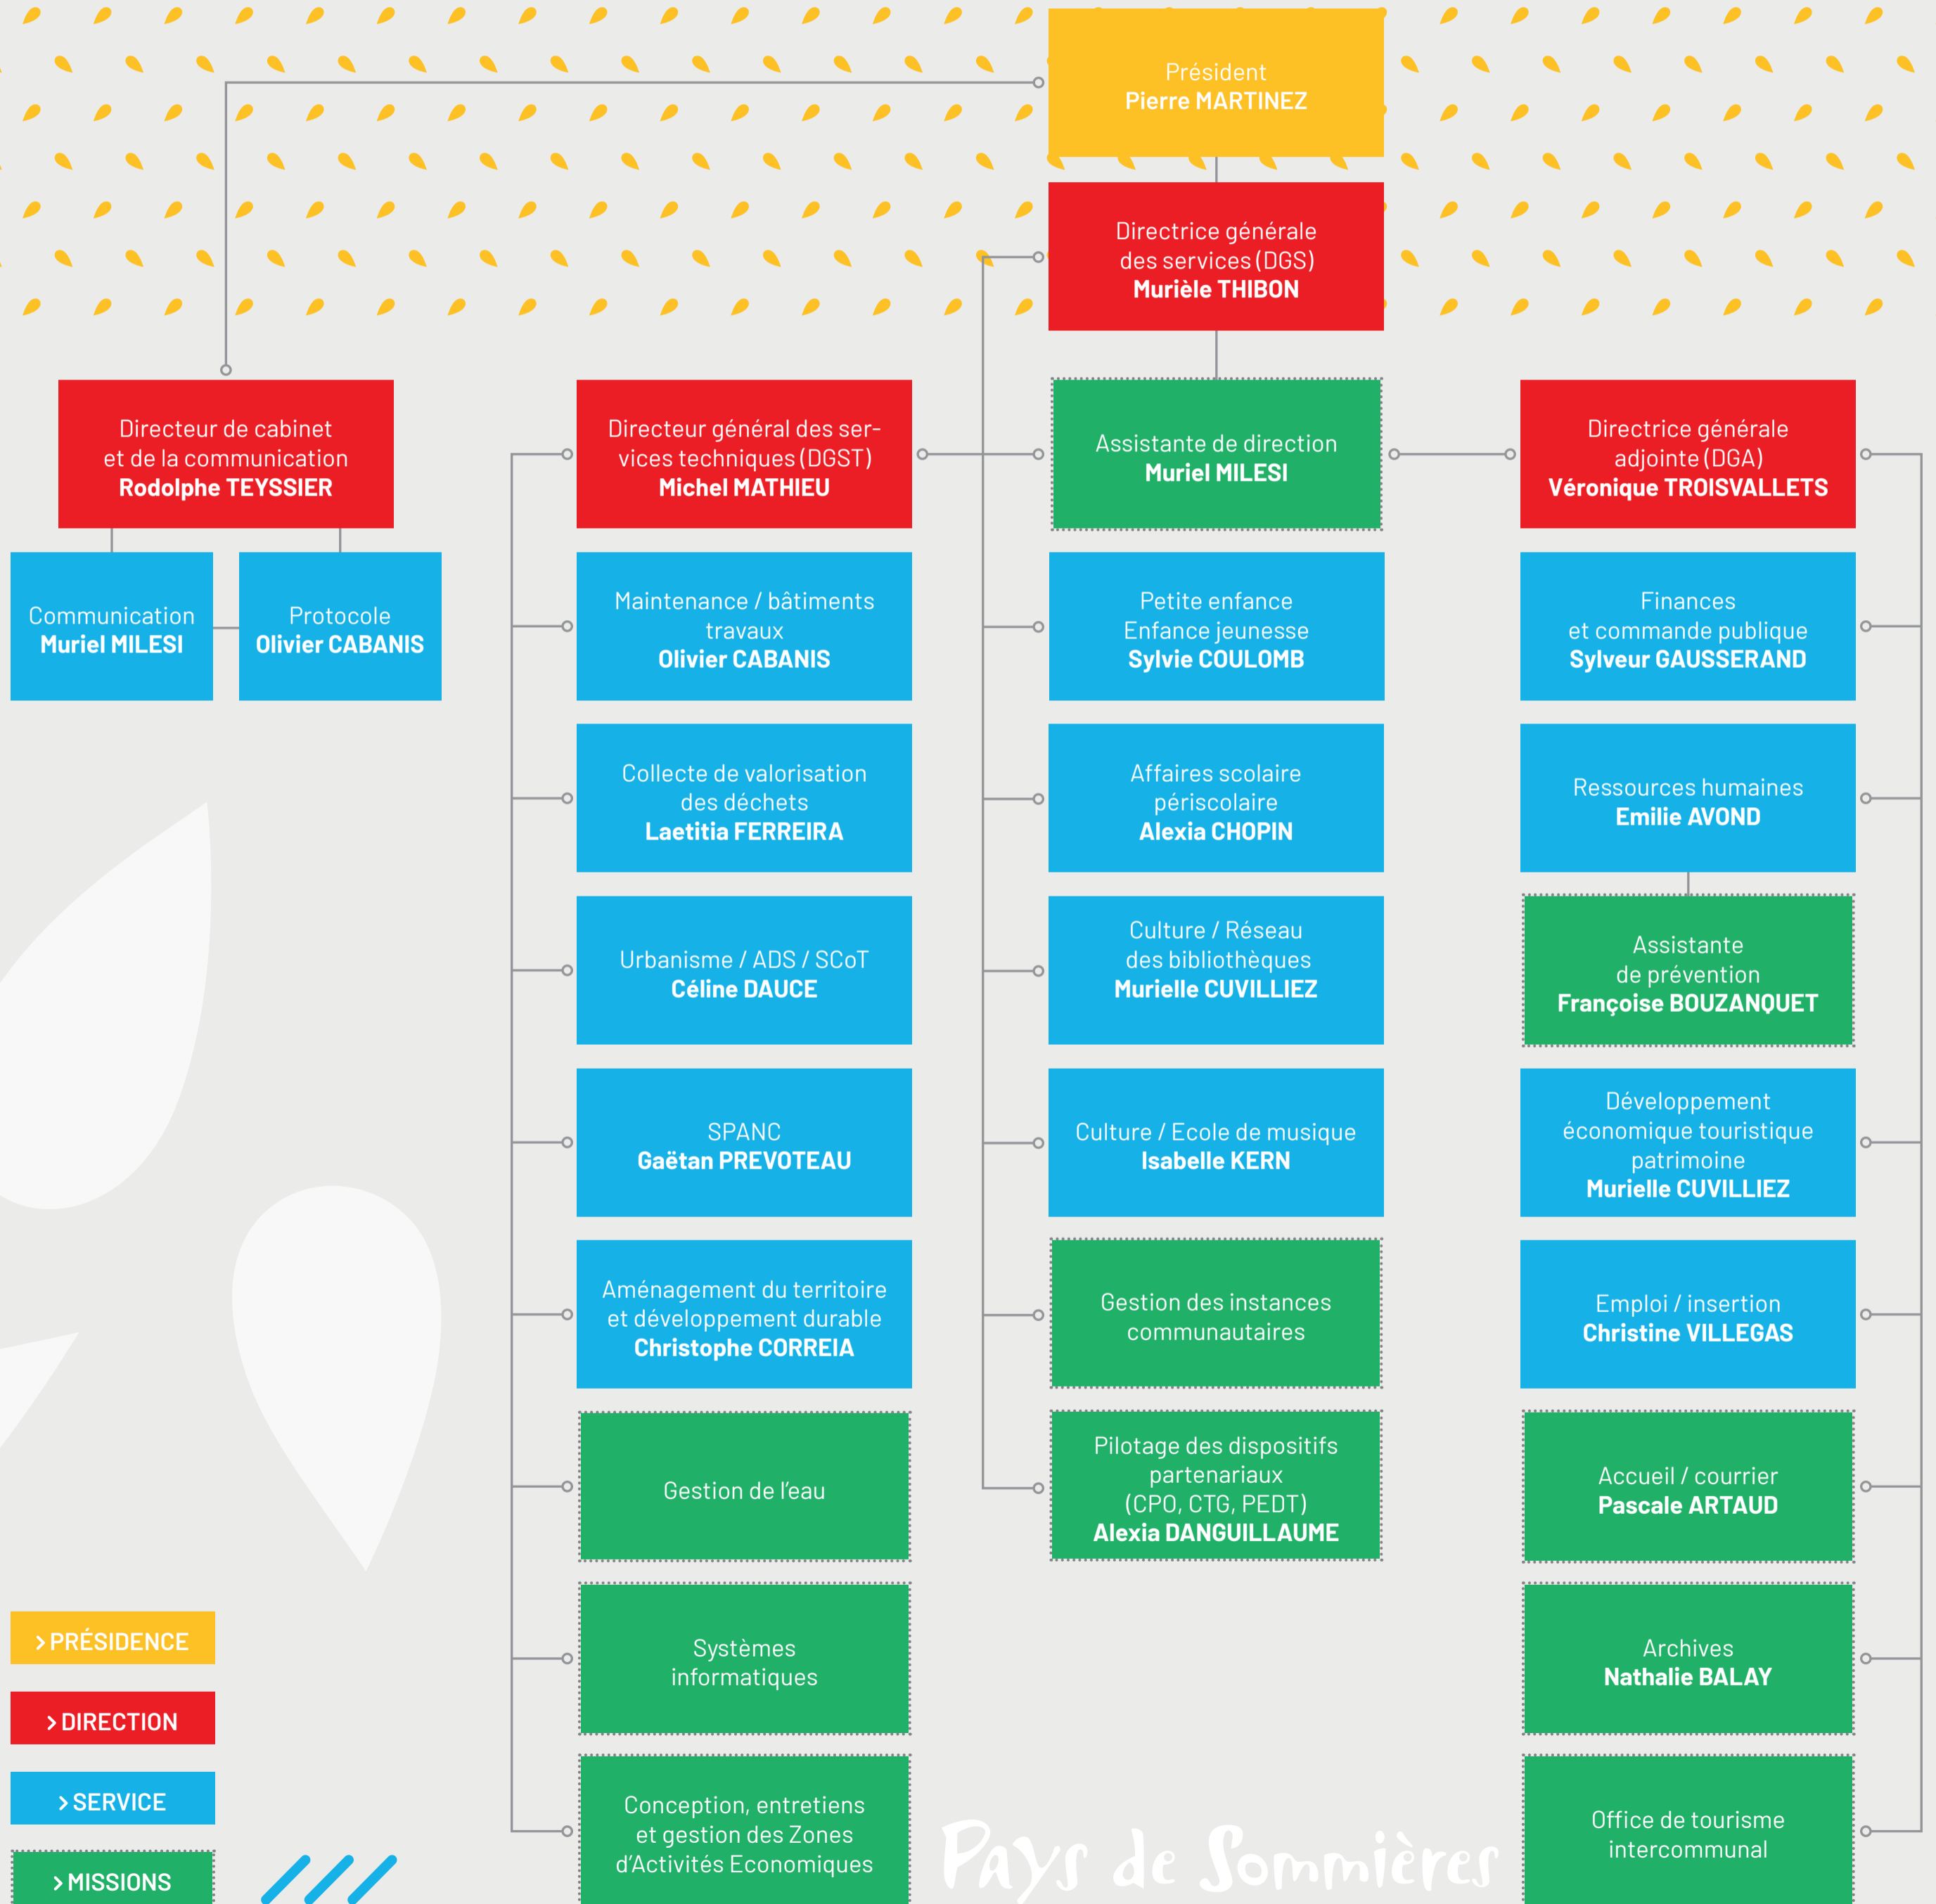 Président
Pierre MARTINEZ
Directrice générale
des services (DGS)
Murièle THIBON
Directeur de cabinet
et de la communication
Rodolphe TEYSSIER
Communication
Muriel MILESI
Protocole
Olivier CABANIS
Directeur général des ser-
vices techniques (DGST)
Michel MATHIEU
Maintenance / bâtiments
travaux
Olivier CABANIS
Collecte de valorisation
des déchets
Laetitia FERREIRA
Urbanisme / ADS / SCoT
Céline DAUCE
SPANC
Gaëtan PREVOTEAU
Aménagement du territoire
et développement durable
Christophe CORREIA
Gestion de l'eau
Systèmes
informatiques
Conception, entretiens
et gestion des Zones
d'Activités Economiques
Assistante de direction
Muriel MILESI
Petite enfance
Enfance jeunesse
Sylvie COULOMB
Affaires scolaire
périscolaire
Alexia CHOPIN
Culture / Réseau
des bibliothèques
Murielle CUVILLIEZ
Culture / Ecole de musique
Isabelle KERN
Gestion des instances
communautaires
Pilotage des dispositifs
partenariaux
(CPO, CTG, PEDT)
Alexia DANGUILLAUME
Directrice générale
adjointe (DGA)
Véronique TROISVALLETS
Finances
et commande publique
Sylveur GAUSSERAND
Ressources humaines
Emilie AVOND
Assistante
de prévention
Françoise BOUZANQUET
Développement
économique touristique
patrimoine
Murielle CUVILLIEZ
Emploi / insertion
Christine VILLEGAS
Accueil / courrier
Pascale ARTAUD
Archives
Nathalie BALAY
Office de tourisme
intercommunal
> PRÉSIDENCE
> DIRECTION
> SERVICE
> MISSIONS
Pays de Sommières